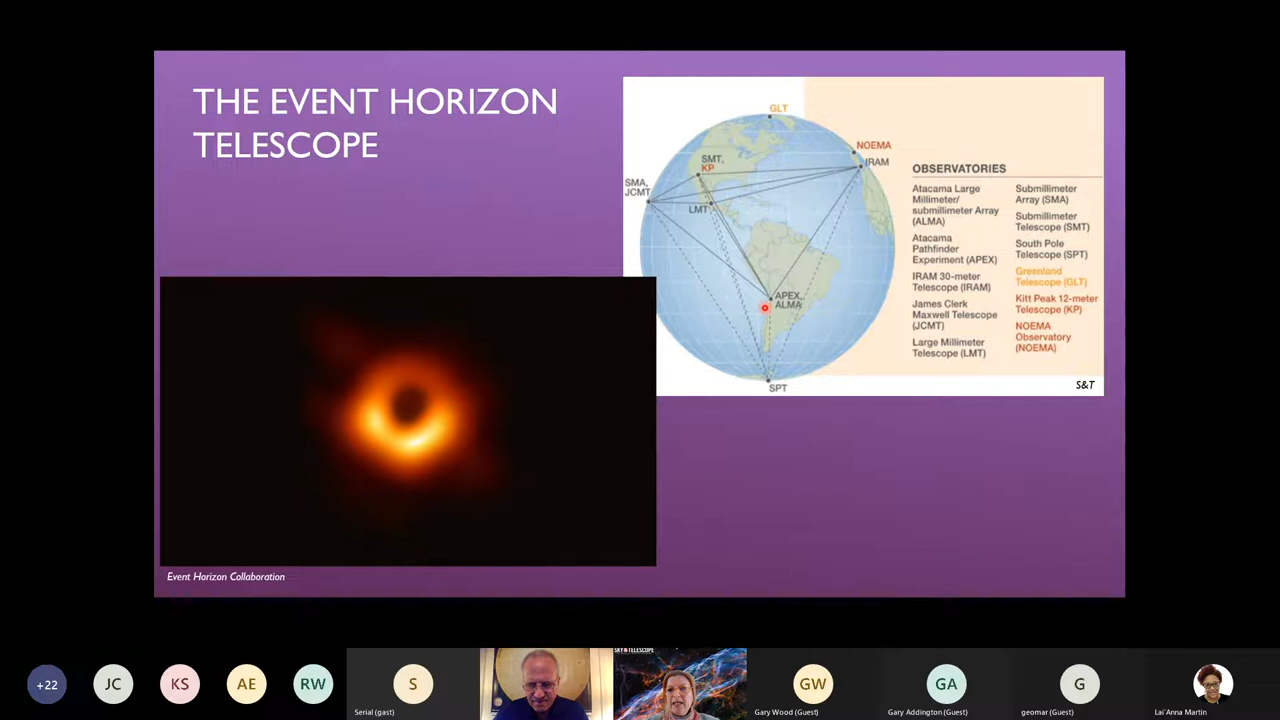 THE EVENT HORIZON
TELESCOPE
GLT
NOEMA
IRAM
SMT,
KP
SMA,
JCMT
LMT
APEX,
ALMA
SPT
OBSERVATORIES
Atacama Large
Millimeter/
submillimeter Array
(ALMA)
Atacama
Pathfinder
Experiment (APEX)
IRAM 30-meter
Telescope (IRAM)
James Clerk
Maxwell Telescope
(JCMT)
Large Millimeter
Telescope (LMT)
Submillimeter
Array (SMA)
Submillimeter
Telescope (SMT)
South Pole
Telescope (SPT)
Greenland
Telescope (GLT)
Kitt Peak 12-meter
Telescope (KP)
NOEMA
Observatory
(NOEMA)
S&T
Event Horizon Collaboration
+22
JC
KS
AE
RW
S
Serial (gast)
SKY & TELESCOPE
GW
Gary Wood (Guest)
GA
Gary Addington (Guest)
G
geomar (Guest)
Lai`Anna Martin